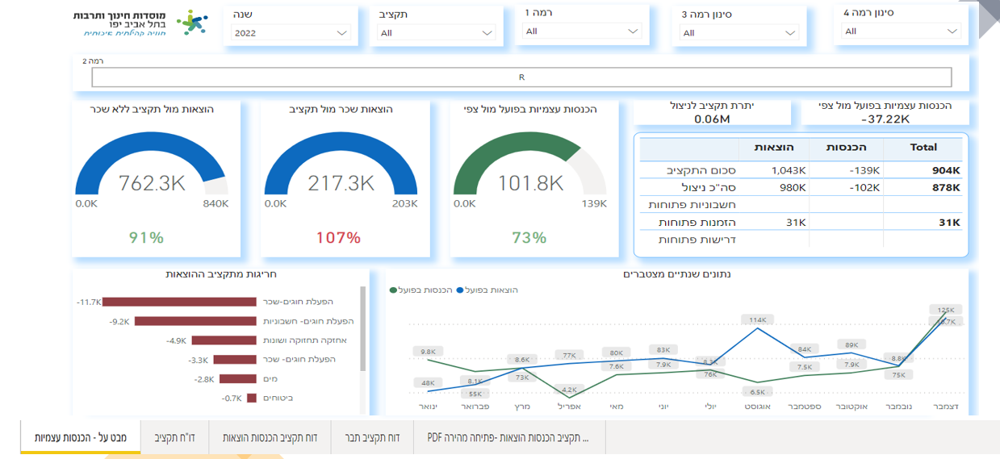 מוסדות חינוך ותרבות
בתל אביב יפו
חוויה קהילתית איכותית
שנה
2022
תקציב
All
רמה 1
All
סינון רמה 3
All
סינון רמה 4
All
רמה 2
R
הוצאות מול תקציב ללא שכר
762.3K
0.0K
840K
91%
הוצאות שכר מול תקציב
217.3K
0.0K
203K
107%
הכנסות עצמיות בפועל מול צפי
101.8K
0.0K
139K
73%
יתרת תקציב לניצול
0.06M
הכנסות עצמיות בפועל מול צפי
-37.22K
הוצאות הכנסות Total
סכום התקציב 1,043K -139K 904K
סה"כ ניצול 980K -102K 878K
חשבוניות פתוחות
הזמנות פתוחות 31K 31K
דרישות פתוחות
חריגות מתקציב ההוצאות
הפעלת חוגים-שכר -11.7K
הפעלת חוגים- חשבוניות -9.2K
אחזקה תחזוקה ושונות -4.9K
הפעלת חוגים- שכר -3.3K
מים -2.8K
ביטוחים -0.7K
נתונים שנתיים מצטברים
הוצאות בפועל הכנסות בפועל
9.8K 8.1K 8.6K 4.2K 7.6K 7.9K 8.3K 6.5K 7.5K 7.9K 8.8K
48K 55K 73K 77K 80K 83K 76K 114K 84K 89K 75K 125K
ינואר פברואר מרץ אפריל מאי יוני יולי אוגוסט ספטמבר אוקטובר נובמבר דצמבר
מבט על - הכנסות עצמיות
דו"ח תקציב
דוח תקציב הכנסות הוצאות
דוח תקציב תבר
תקציב הכנסות הוצאות -פתיחה מהירה PDF ...